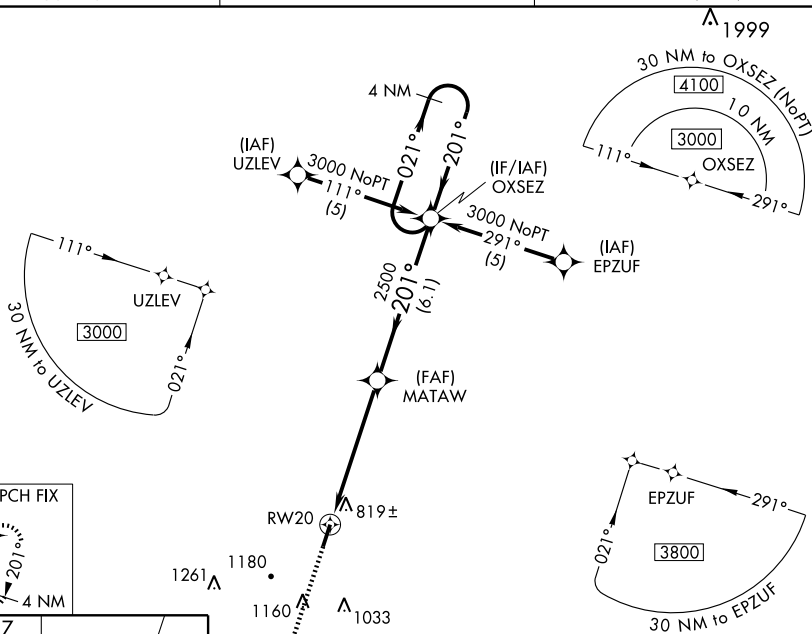 1999
30 NM to OXSEZ (NoPT)
4100
10 NM
3000
OXSEZ
111°
291°
4 NM
021°
201°
(IAF)
UZLEV
3000 NoPT
111°
(5)
(IF/IAF)
OXSEZ
3000 NoPT
291°
(5)
(IAF)
EPZUF
111°
UZLEV
3000
021°
30 NM to UZLEV
2500
201°
(6.1)
(FAF)
MATAW
EPZUF
291°
021°
3800
30 NM to EPZUF
PCH FIX
201°
4 NM
RW20
819±
1261
1180
1160
1033
7